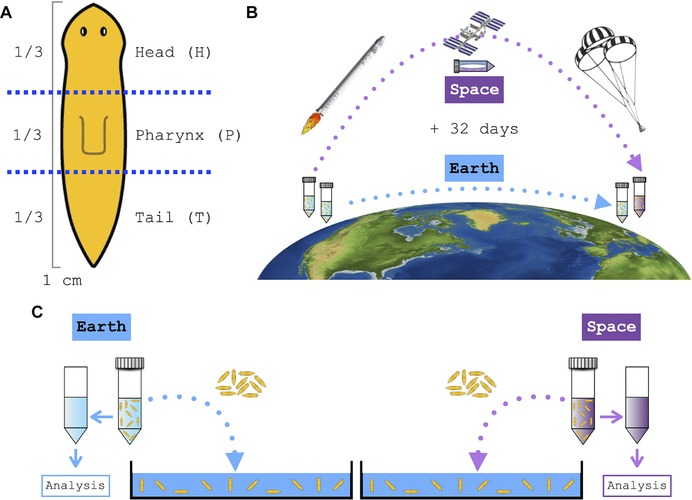 A
1/3
Head (H)
1/3
Pharynx (P)
1/3
Tail (T)
1 cm
B
Space
+ 32 days
Earth
C
Earth
Space
Analysis
Analysis